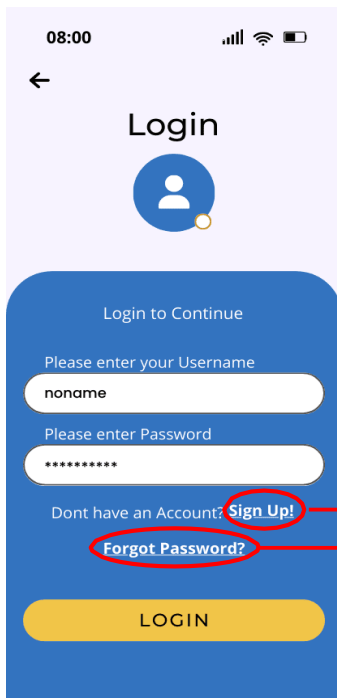 08:00
Login
Login to Continue
Please enter your Username
noname
Please enter Password
**********
Dont have an Account? Sign Up!
Forgot Password?
LOGIN